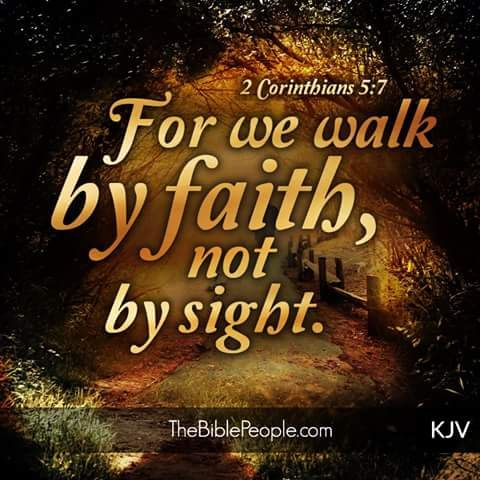 2 Corinthians 5:7
For we walk
by faith,
not
by sight.
TheBiblePeople.com
KJV